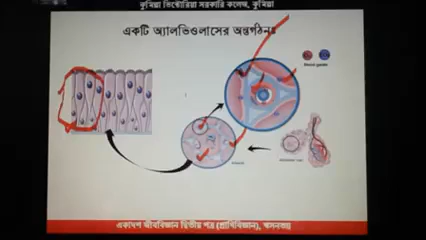 কুমিল্লা ভিক্টোরিয়া সরকারি কলেজ, কুমিল্লা
একটি অ্যালভিওলাসের অন্তর্গঠনঃ
একাদশ জীববিজ্ঞান দ্বিতীয় পত্র (প্রাণিবিজ্ঞান), শ্বসনতন্ত্র